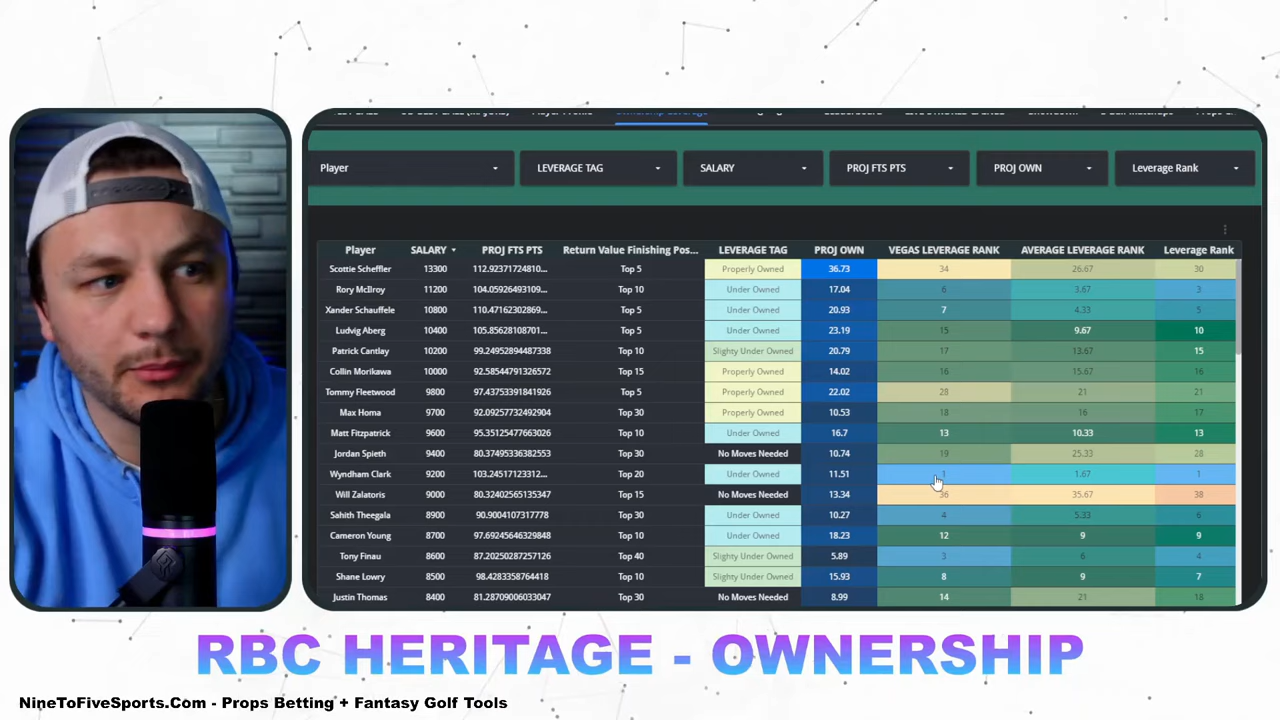 Ownership Leverage
Player LEVERAGE TAG SALARY PROJ FTS PTS PROJ OWN Leverage Rank
Player SALARY PROJ FTS PTS Return Value Finishing Pos... LEVERAGE TAG PROJ OWN VEGAS LEVERAGE RANK AVERAGE LEVERAGE RANK Leverage Rank
Scottie Scheffler 13300 112.92371724810... Top 5 Properly Owned 36.73 34 26.67 30
Rory McIlroy 11200 104.05926493109... Top 10 Under Owned 17.04 6 3.67 3
Xander Schauffele 10800 110.47162302869... Top 5 Under Owned 20.93 7 4.33 5
Ludvig Aberg 10400 105.85628108701... Top 5 Under Owned 23.19 15 9.67 10
Patrick Cantlay 10200 99.24952894487338 Top 10 Slighty Under Owned 20.79 17 13.67 15
Collin Morikawa 10000 92.58544791326572 Top 15 Properly Owned 14.02 16 15.67 16
Tommy Fleetwood 9800 97.43753391841926 Top 5 Properly Owned 22.02 28 21 21
Max Homa 9700 92.09257732492904 Top 30 Properly Owned 10.53 18 16 17
Matt Fitzpatrick 9600 95.35125477663026 Top 10 Under Owned 16.7 13 10.33 13
Jordan Spieth 9400 80.37495336382553 Top 30 No Moves Needed 10.74 19 25.33 28
Wyndham Clark 9200 103.24517123312... Top 20 Under Owned 11.51 1 1.67 1
Will Zalatoris 9000 80.32402565135347 Top 15 No Moves Needed 13.34 36 35.67 38
Sahith Theegala 8900 90.9004107317778 Top 30 Under Owned 10.27 4 5.33 6
Cameron Young 8700 97.69245646329848 Top 10 Under Owned 18.23 12 9 9
Tony Finau 8600 87.20250287257126 Top 40 Slighty Under Owned 5.89 3 6 4
Shane Lowry 8500 98.4283358764418 Top 10 Slighty Under Owned 15.93 8 9 7
Justin Thomas 8400 81.28709006033047 Top 30 No Moves Needed 8.99 14 21 18
RBC HERITAGE - OWNERSHIP
NineToFiveSports.Com - Props Betting + Fantasy Golf Tools